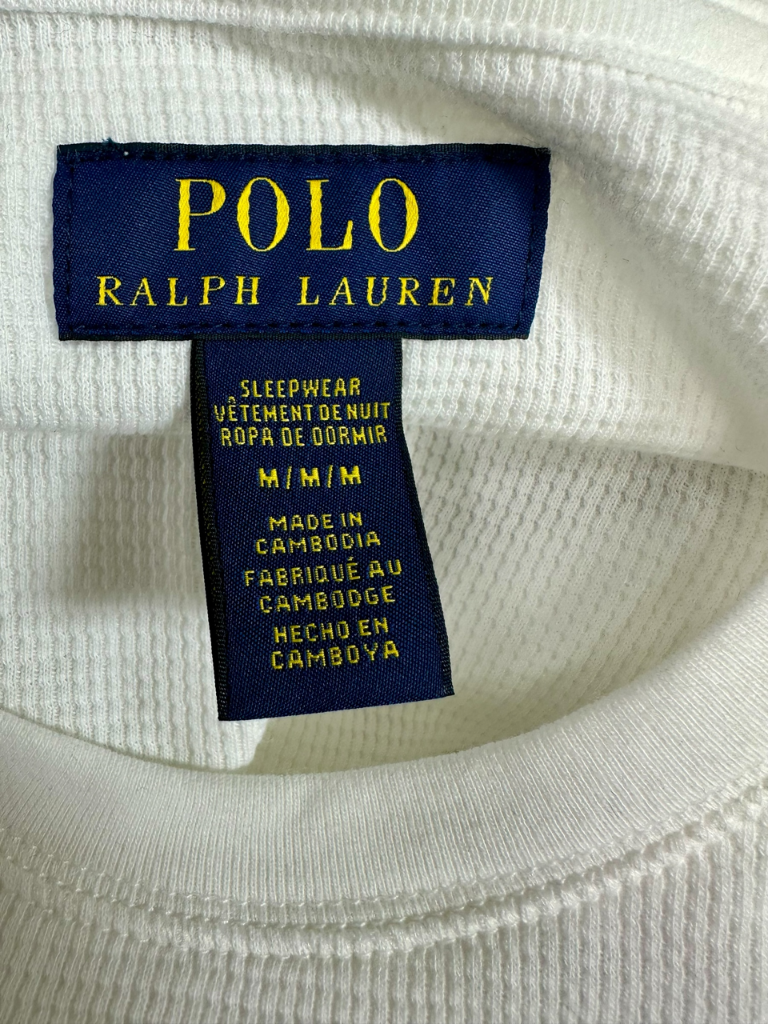 POLO
RALPH LAUREN
SLEEPWEAR
VÊTEMENT DE NUIT
ROPA DE DORMIR
M/M/M
MADE IN
CAMBODIA
FABRIQUÉ AU
CAMBODGE
HECHO EN
CAMBOYA